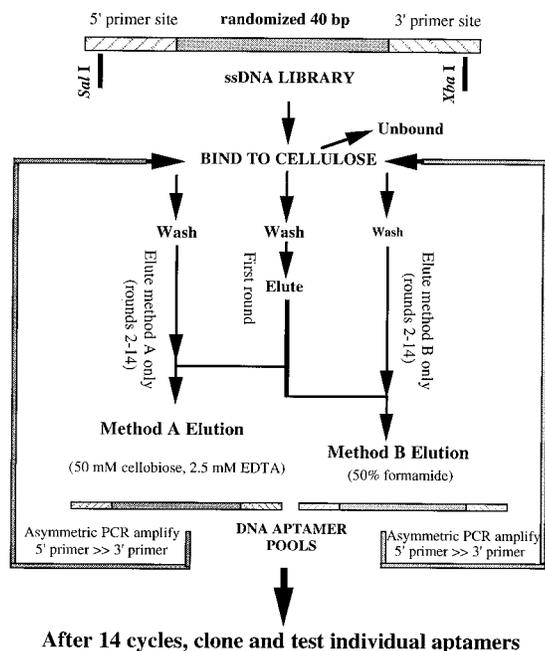 5' primer site
randomized 40 bp
3' primer site
Sal I
Xba I
ssDNA LIBRARY
Unbound
BIND TO CELLULOSE
Wash
Wash
Wash
Elute method A only
(rounds 2-14)
First round
Elute
Elute method B only
(rounds 2-14)
Method A Elution
(50 mM cellobiose, 2.5 mM EDTA)
Method B Elution
(50% formamide)
Asymmetric PCR amplify
5' primer >> 3' primer
DNA APTAMER
POOLS
Asymmetric PCR amplify
5' primer >> 3' primer
After 14 cycles, clone and test individual aptamers